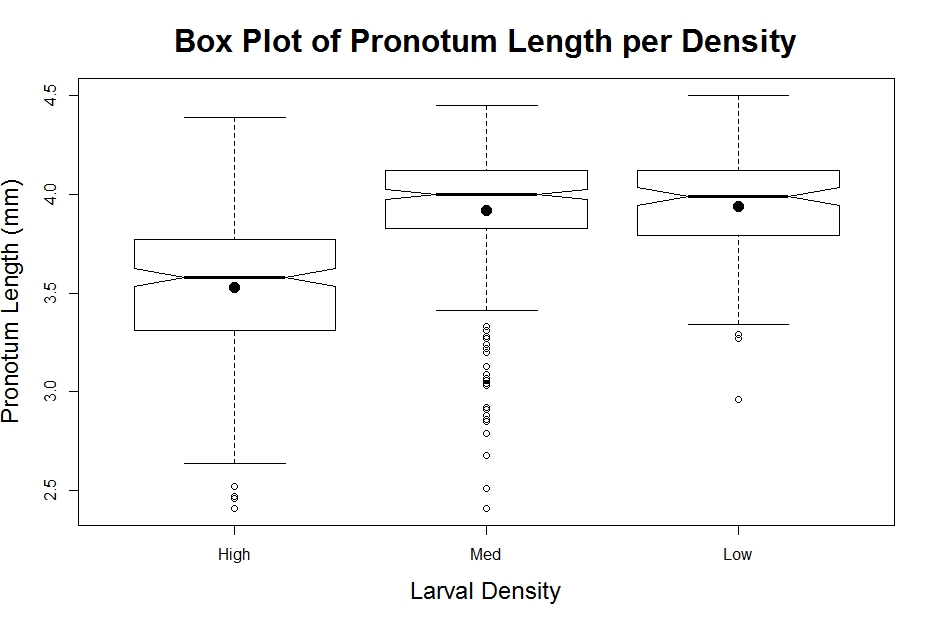 Box Plot of Pronotum Length per Density
Pronotum Length (mm)
4.5
4.0
3.5
3.0
2.5
High Med Low
Larval Density